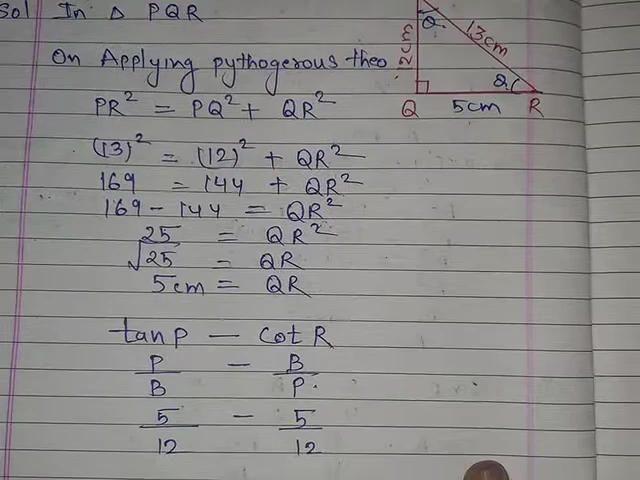 Sol In Δ PQR
On Applying pythogerous theo
PR² = PQ² + QR²
(13)² = (12)² + QR²
169 = 144 + QR²
169 - 144 = QR²
25 = QR²
√25 = QR
5cm = QR
tan P — cot R
P/B — B/P.
5/12 — 5/12
2cm
13cm
Q 5cm R